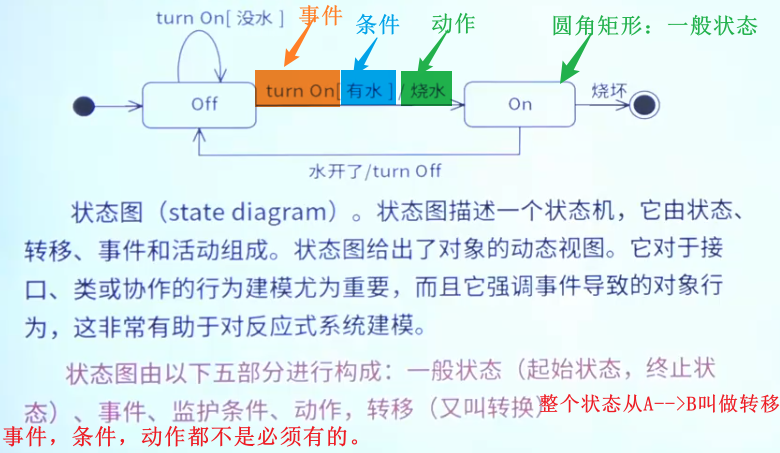 turn On[ 没水 ]
事件
条件
动作
圆角矩形：一般状态
Off
turn On[ 有水 ] / 烧水
On
烧坏
水开了/turn Off
状态图（state diagram）。状态图描述一个状态机，它由状态、
转移、事件和活动组成。状态图给出了对象的动态视图。它对于接
口、类或协作的行为建模尤为重要，而且它强调事件导致的对象行
为，这非常有助于对反应式系统建模。
状态图由以下五部分进行构成：一般状态（起始状态，终止状
态）、事件、监护条件、动作，转移（又叫转换）
整个状态从A-->B叫做转移
事件，条件，动作都不是必须有的。